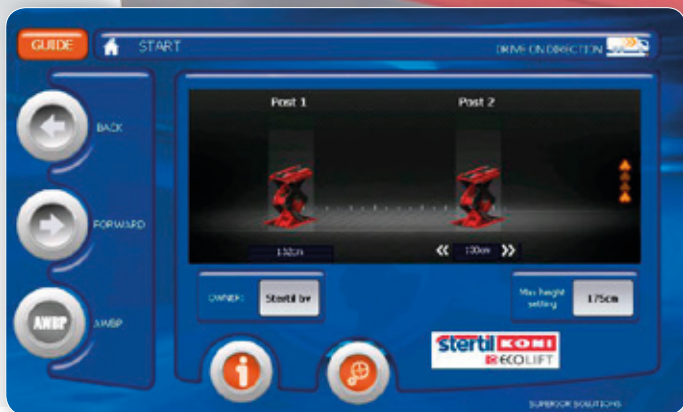 GUIDE
START
DRIVE ON DIRECTION
Post 1
Post 2
BACK
FORWARD
AWBP
AWBP
OWNER:
Stertil bv
Max height
setting
175cm
stertil KONI
ECOLIFT
SUPERIOR SOLUTIONS